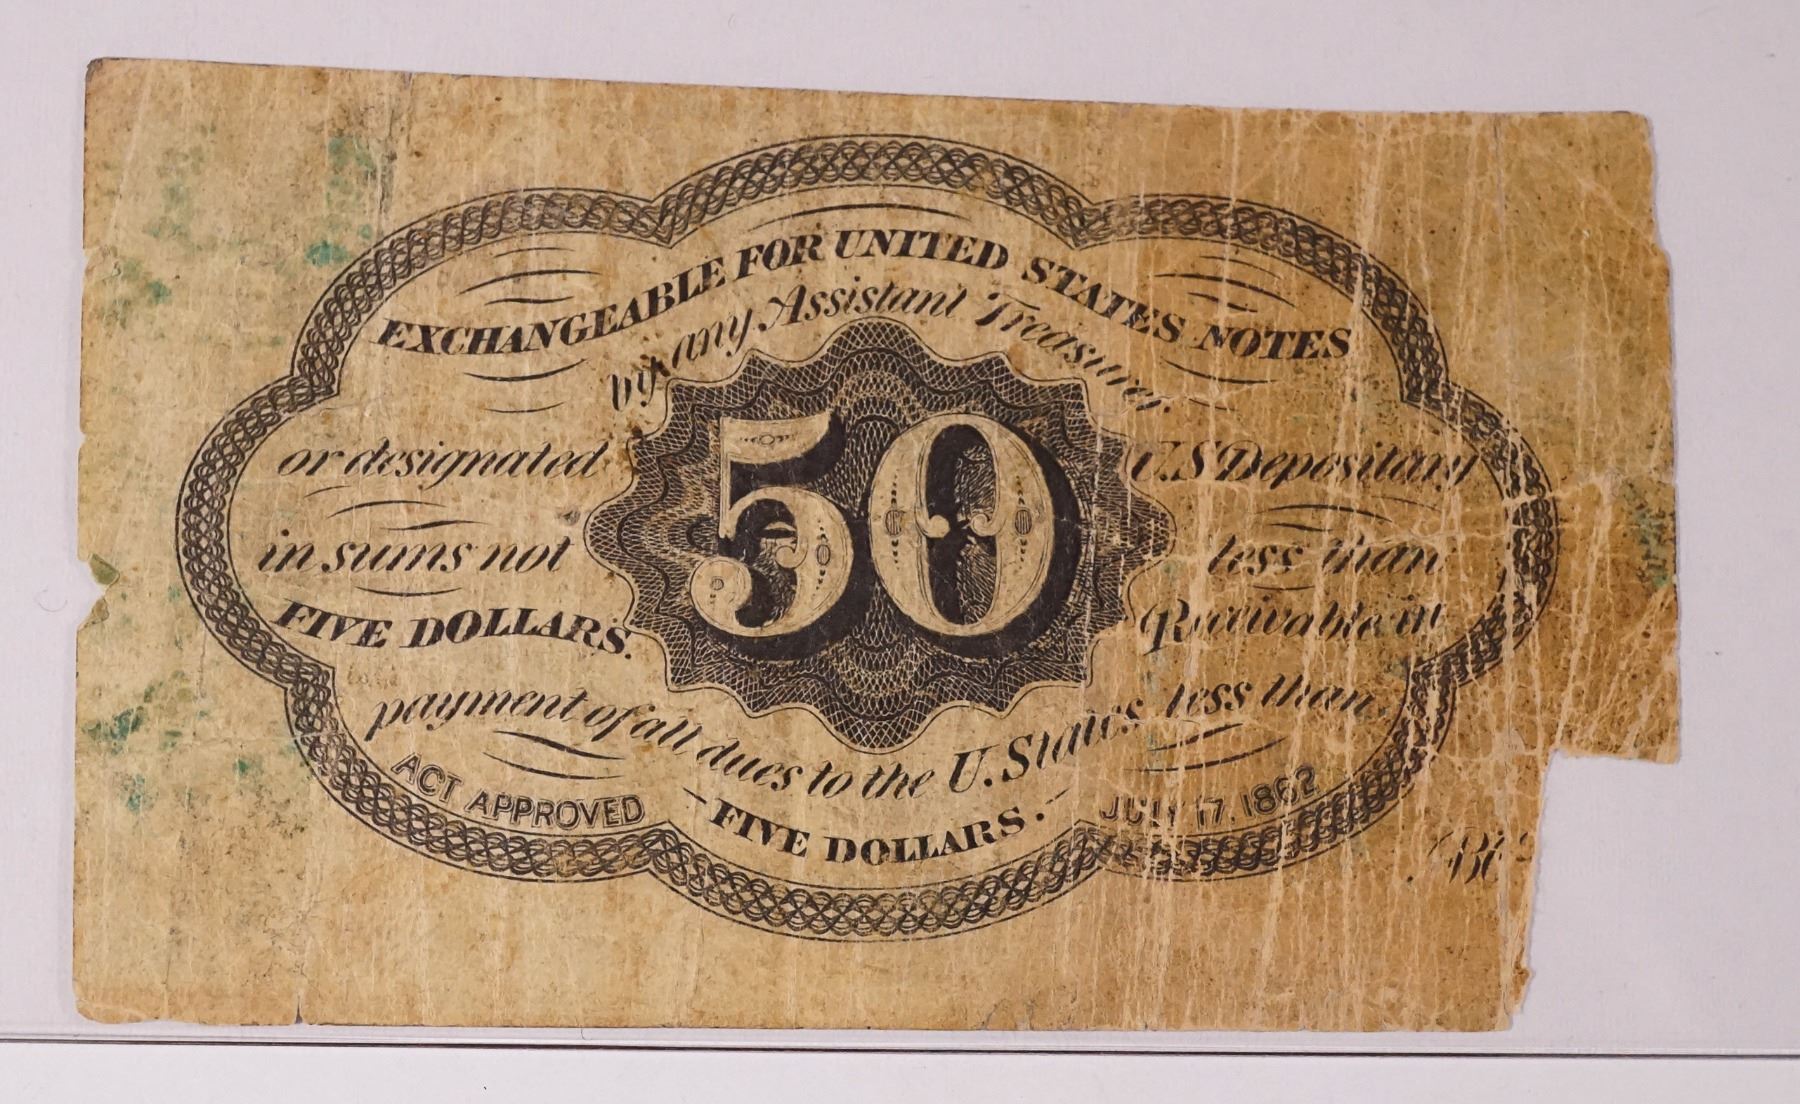 EXCHANGEABLE FOR UNITED STATES NOTES
by any Assistant Treasurer.
or designated U.S Depositary
50
in sums not less than
FIVE DOLLARS. Receivable in
payment of all dues to the U. States less than
FIVE DOLLARS.
ACT APPROVED JULY 17, 1862